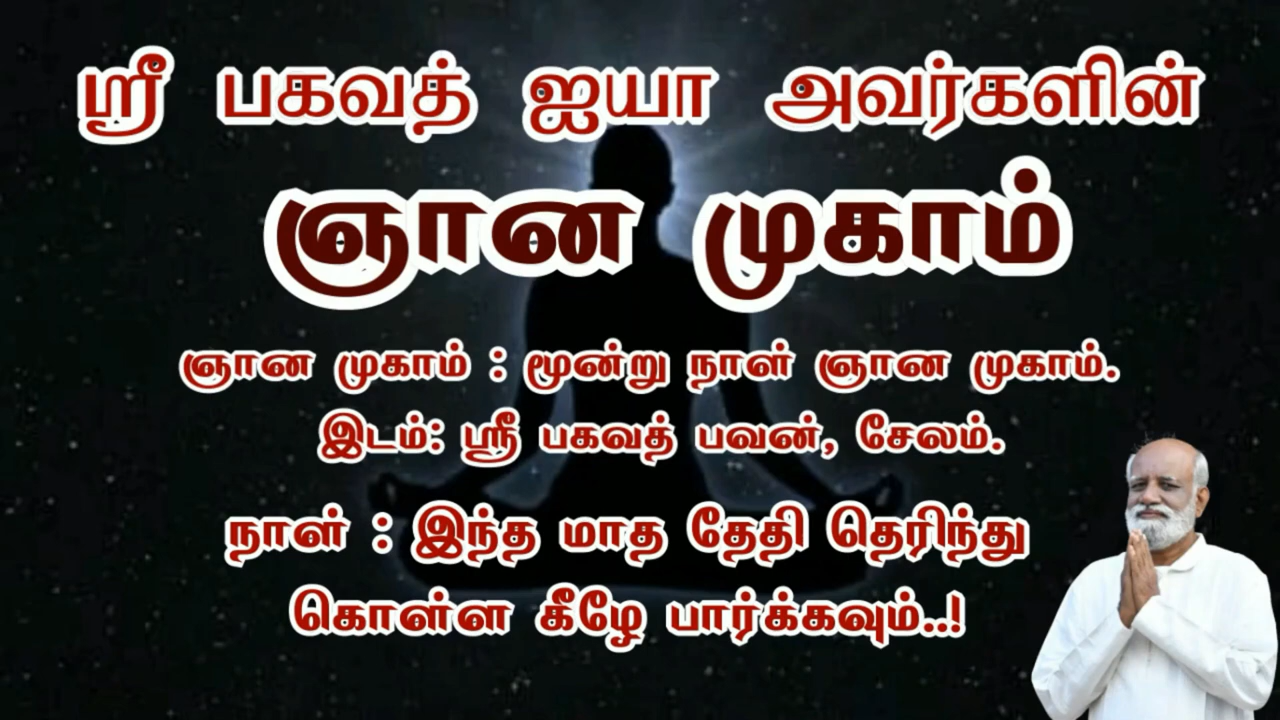 ஸ்ரீ பகவத் ஐயா அவர்களின்
ஞான முகாம்
ஞான முகாம் : மூன்று நாள் ஞான முகாம்.
இடம்: ஸ்ரீ பகவத் பவன், சேலம்.
நாள் : இந்த மாத தேதி தெரிந்து
கொள்ள கீழே பார்க்கவும்..!